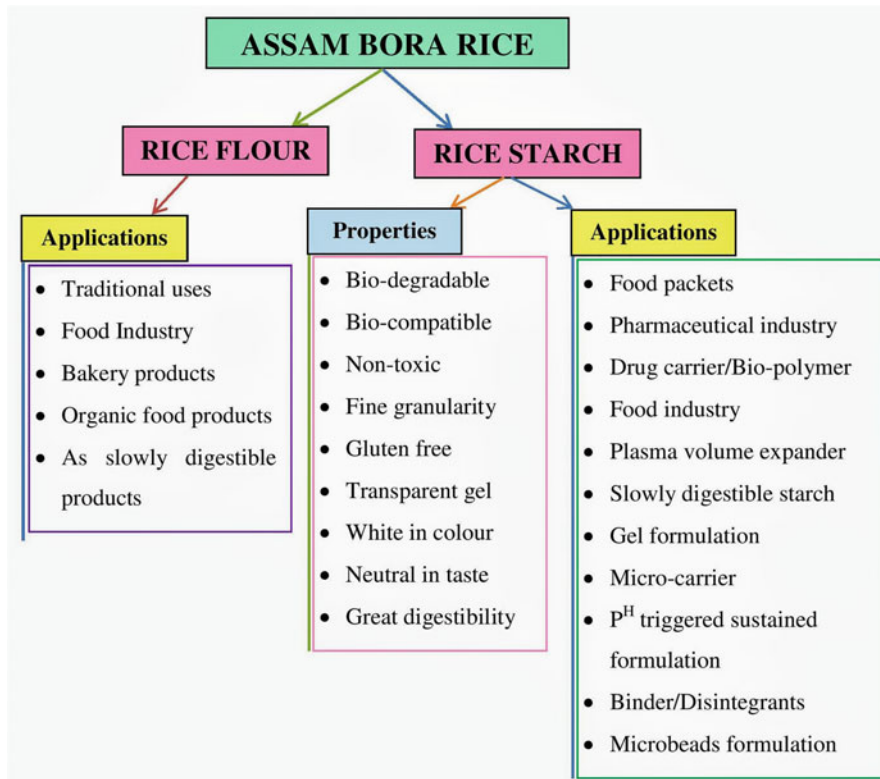 ASSAM BORA RICE
RICE FLOUR
RICE STARCH
Applications
• Traditional uses
• Food Industry
• Bakery products
• Organic food products
• As slowly digestible
products
Properties
• Bio-degradable
• Bio-compatible
• Non-toxic
• Fine granularity
• Gluten free
• Transparent gel
• White in colour
• Neutral in taste
• Great digestibility
Applications
• Food packets
• Pharmaceutical industry
• Drug carrier/Bio-polymer
• Food industry
• Plasma volume expander
• Slowly digestible starch
• Gel formulation
• Micro-carrier
• Pᴴ triggered sustained
formulation
• Binder/Disintegrants
• Microbeads formulation